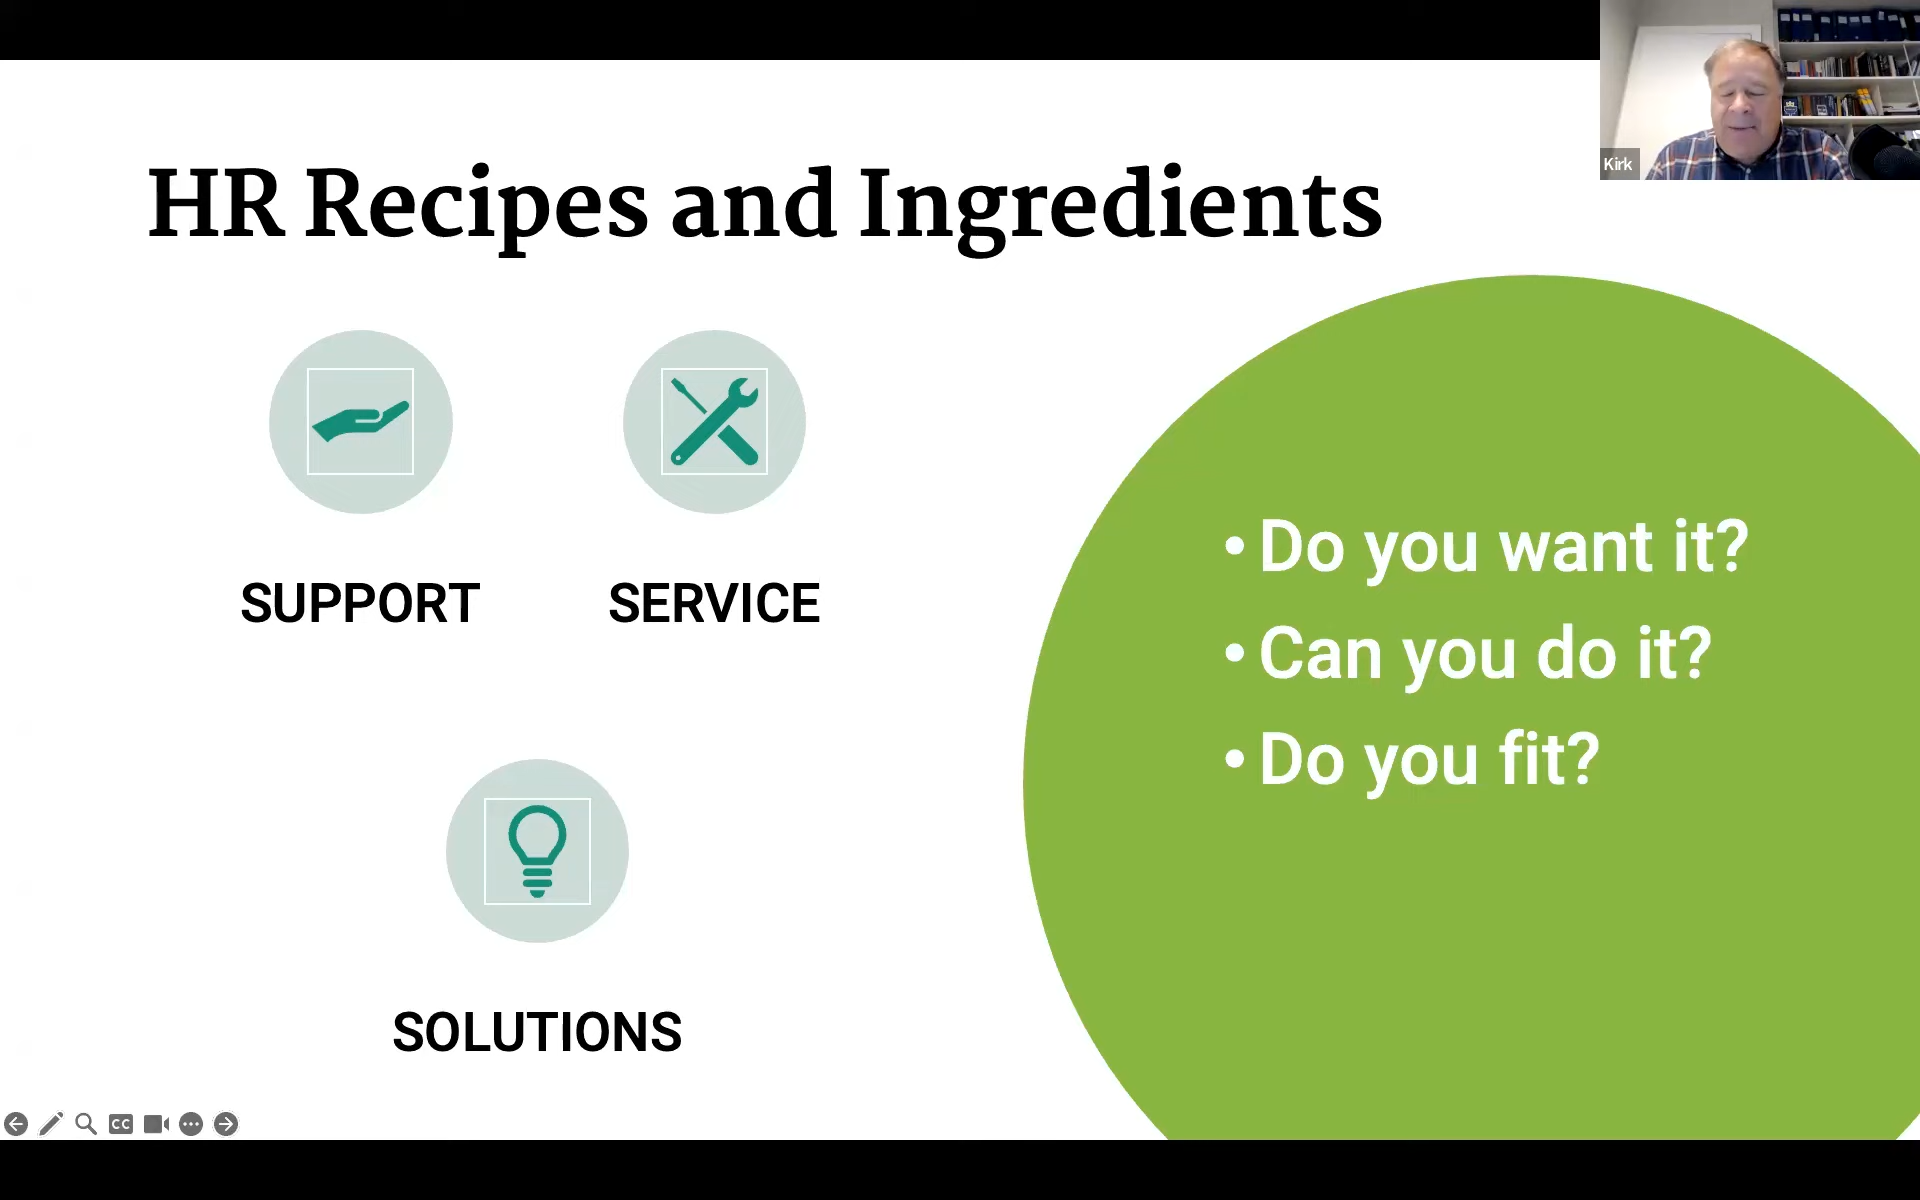 Kirk
HR Recipes and Ingredients
SUPPORT
SERVICE
SOLUTIONS
• Do you want it?
• Can you do it?
• Do you fit?
CC